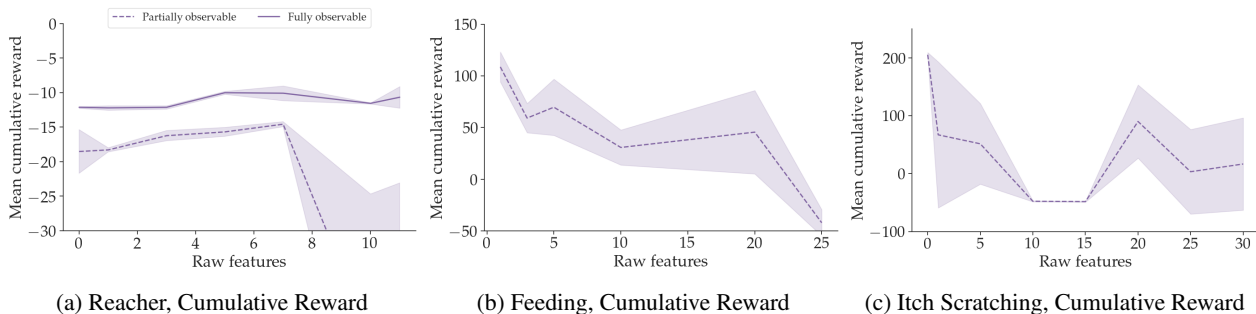 Partially observable Fully observable
Mean cumulative reward
0
−5
−10
−15
−20
−25
−30
0 2 4 6 8 10
Raw features
(a) Reacher, Cumulative Reward
Mean cumulative reward
150
100
50
0
−50
0 5 10 15 20 25
Raw features
(b) Feeding, Cumulative Reward
Mean cumulative reward
200
100
0
−100
0 5 10 15 20 25 30
Raw features
(c) Itch Scratching, Cumulative Reward